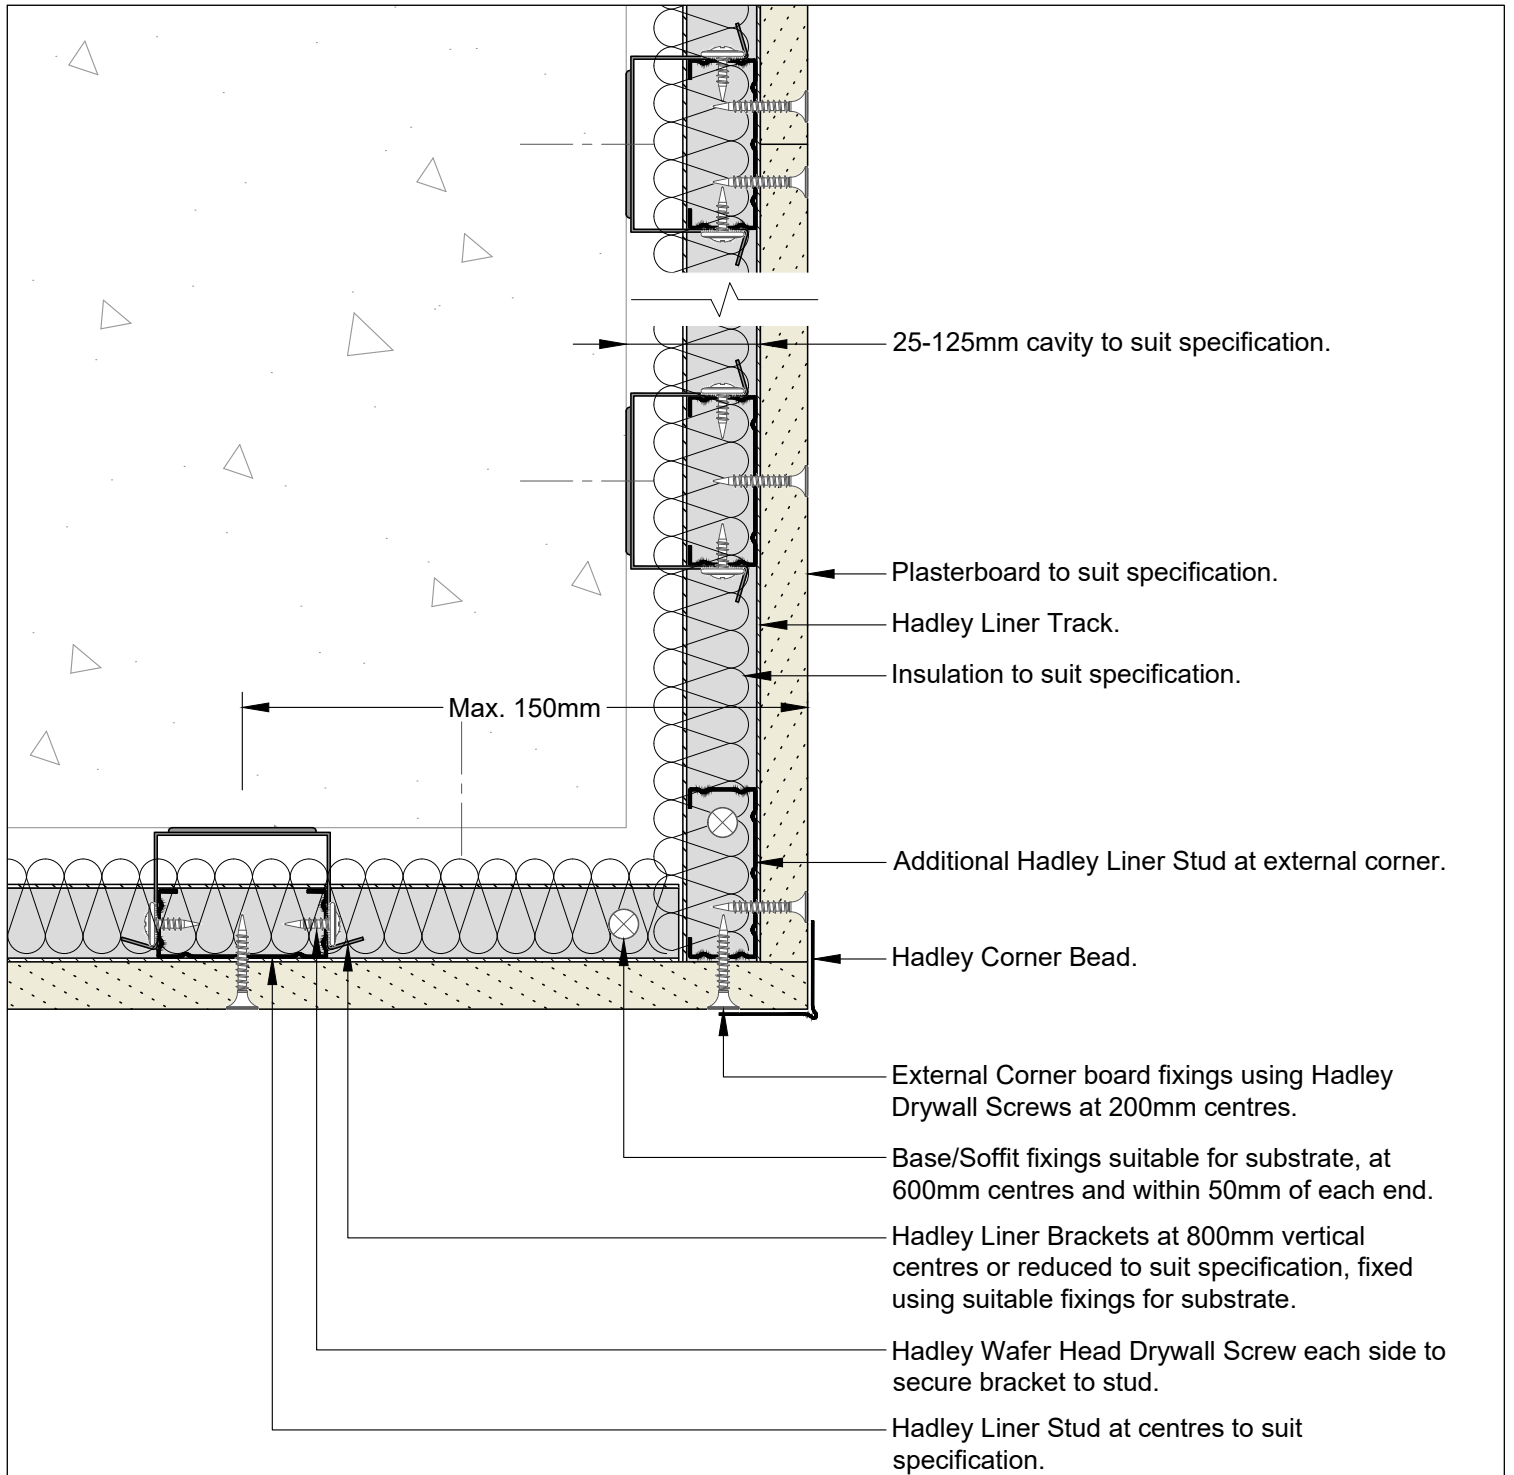 25-125mm cavity to suit specification.
Plasterboard to suit specification.
Hadley Liner Track.
Insulation to suit specification.
Max. 150mm
Additional Hadley Liner Stud at external corner.
Hadley Corner Bead.
External Corner board fixings using Hadley
Drywall Screws at 200mm centres.
Base/Soffit fixings suitable for substrate, at
600mm centres and within 50mm of each end.
Hadley Liner Brackets at 800mm vertical
centres or reduced to suit specification, fixed
using suitable fixings for substrate.
Hadley Wafer Head Drywall Screw each side to
secure bracket to stud.
Hadley Liner Stud at centres to suit
specification.